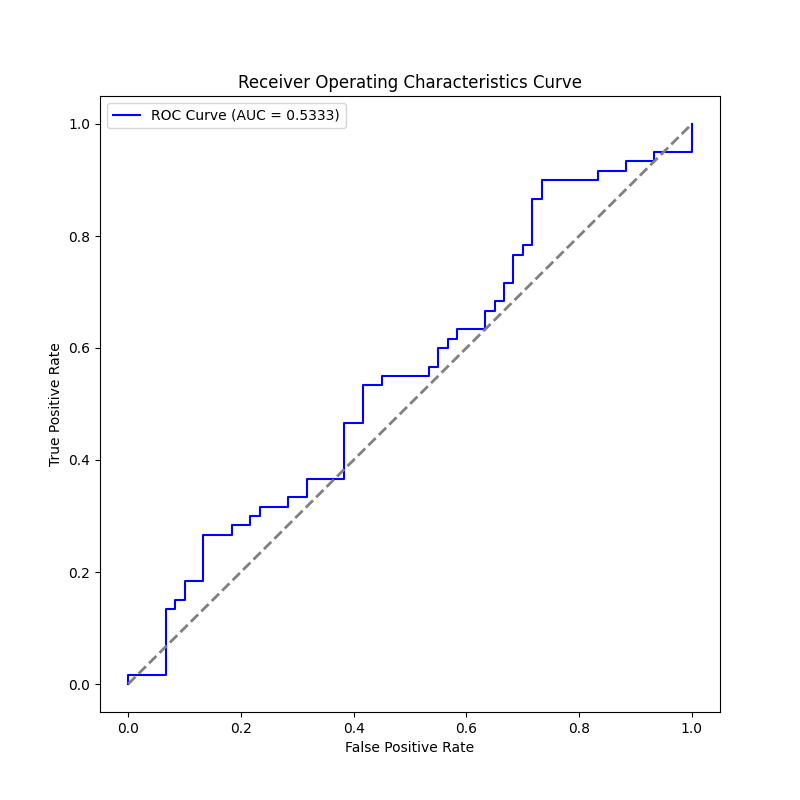 Receiver Operating Characteristics Curve
ROC Curve (AUC = 0.5333)
True Positive Rate
1.0
0.8
0.6
0.4
0.2
0.0
0.0 0.2 0.4 0.6 0.8 1.0
False Positive Rate